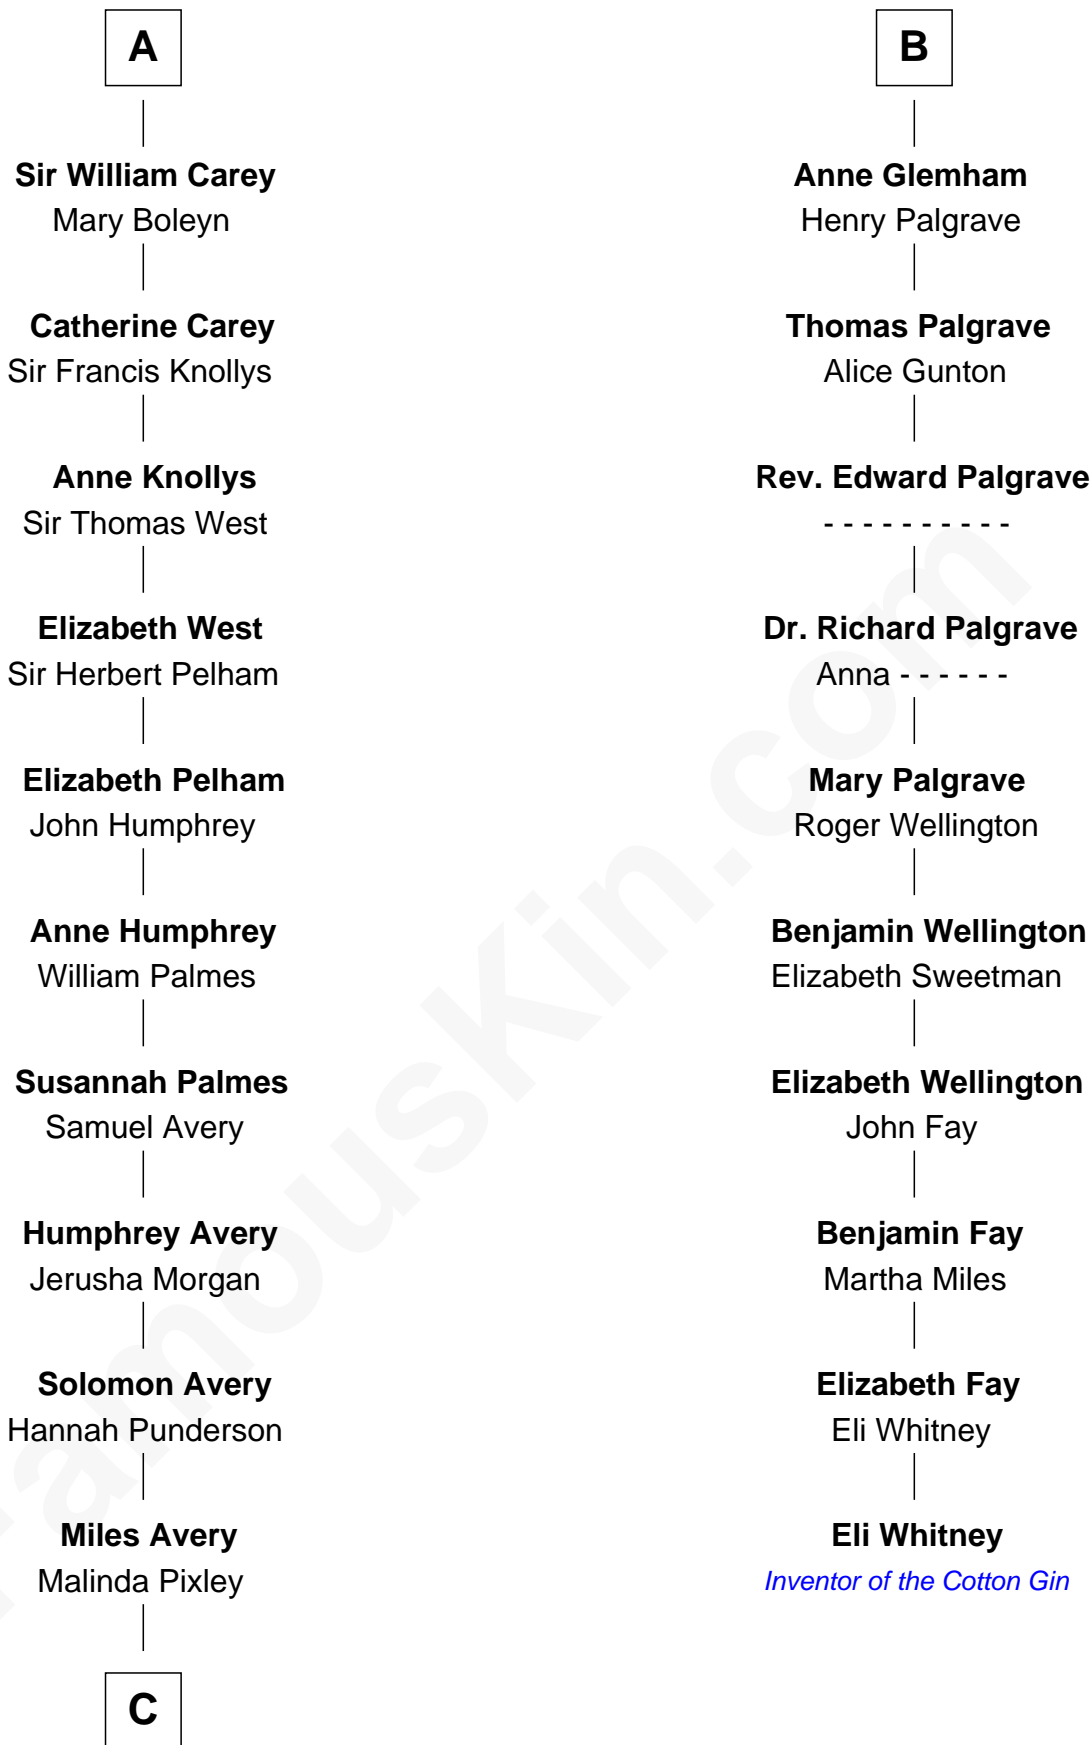 A
Sir William Carey
Mary Boleyn
Catherine Carey
Sir Francis Knollys
Anne Knollys
Sir Thomas West
Elizabeth West
Sir Herbert Pelham
Elizabeth Pelham
John Humphrey
Anne Humphrey
William Palmes
Susannah Palmes
Samuel Avery
Humphrey Avery
Jerusha Morgan
Solomon Avery
Hannah Punderson
Miles Avery
Malinda Pixley
C
B
Anne Glemham
Henry Palgrave
Thomas Palgrave
Alice Gunton
Rev. Edward Palgrave
- - - - - - - - - -
Dr. Richard Palgrave
Anna - - - - - -
Mary Palgrave
Roger Wellington
Benjamin Wellington
Elizabeth Sweetman
Elizabeth Wellington
John Fay
Benjamin Fay
Martha Miles
Elizabeth Fay
Eli Whitney
Eli Whitney
Inventor of the Cotton Gin
FamousKin.com